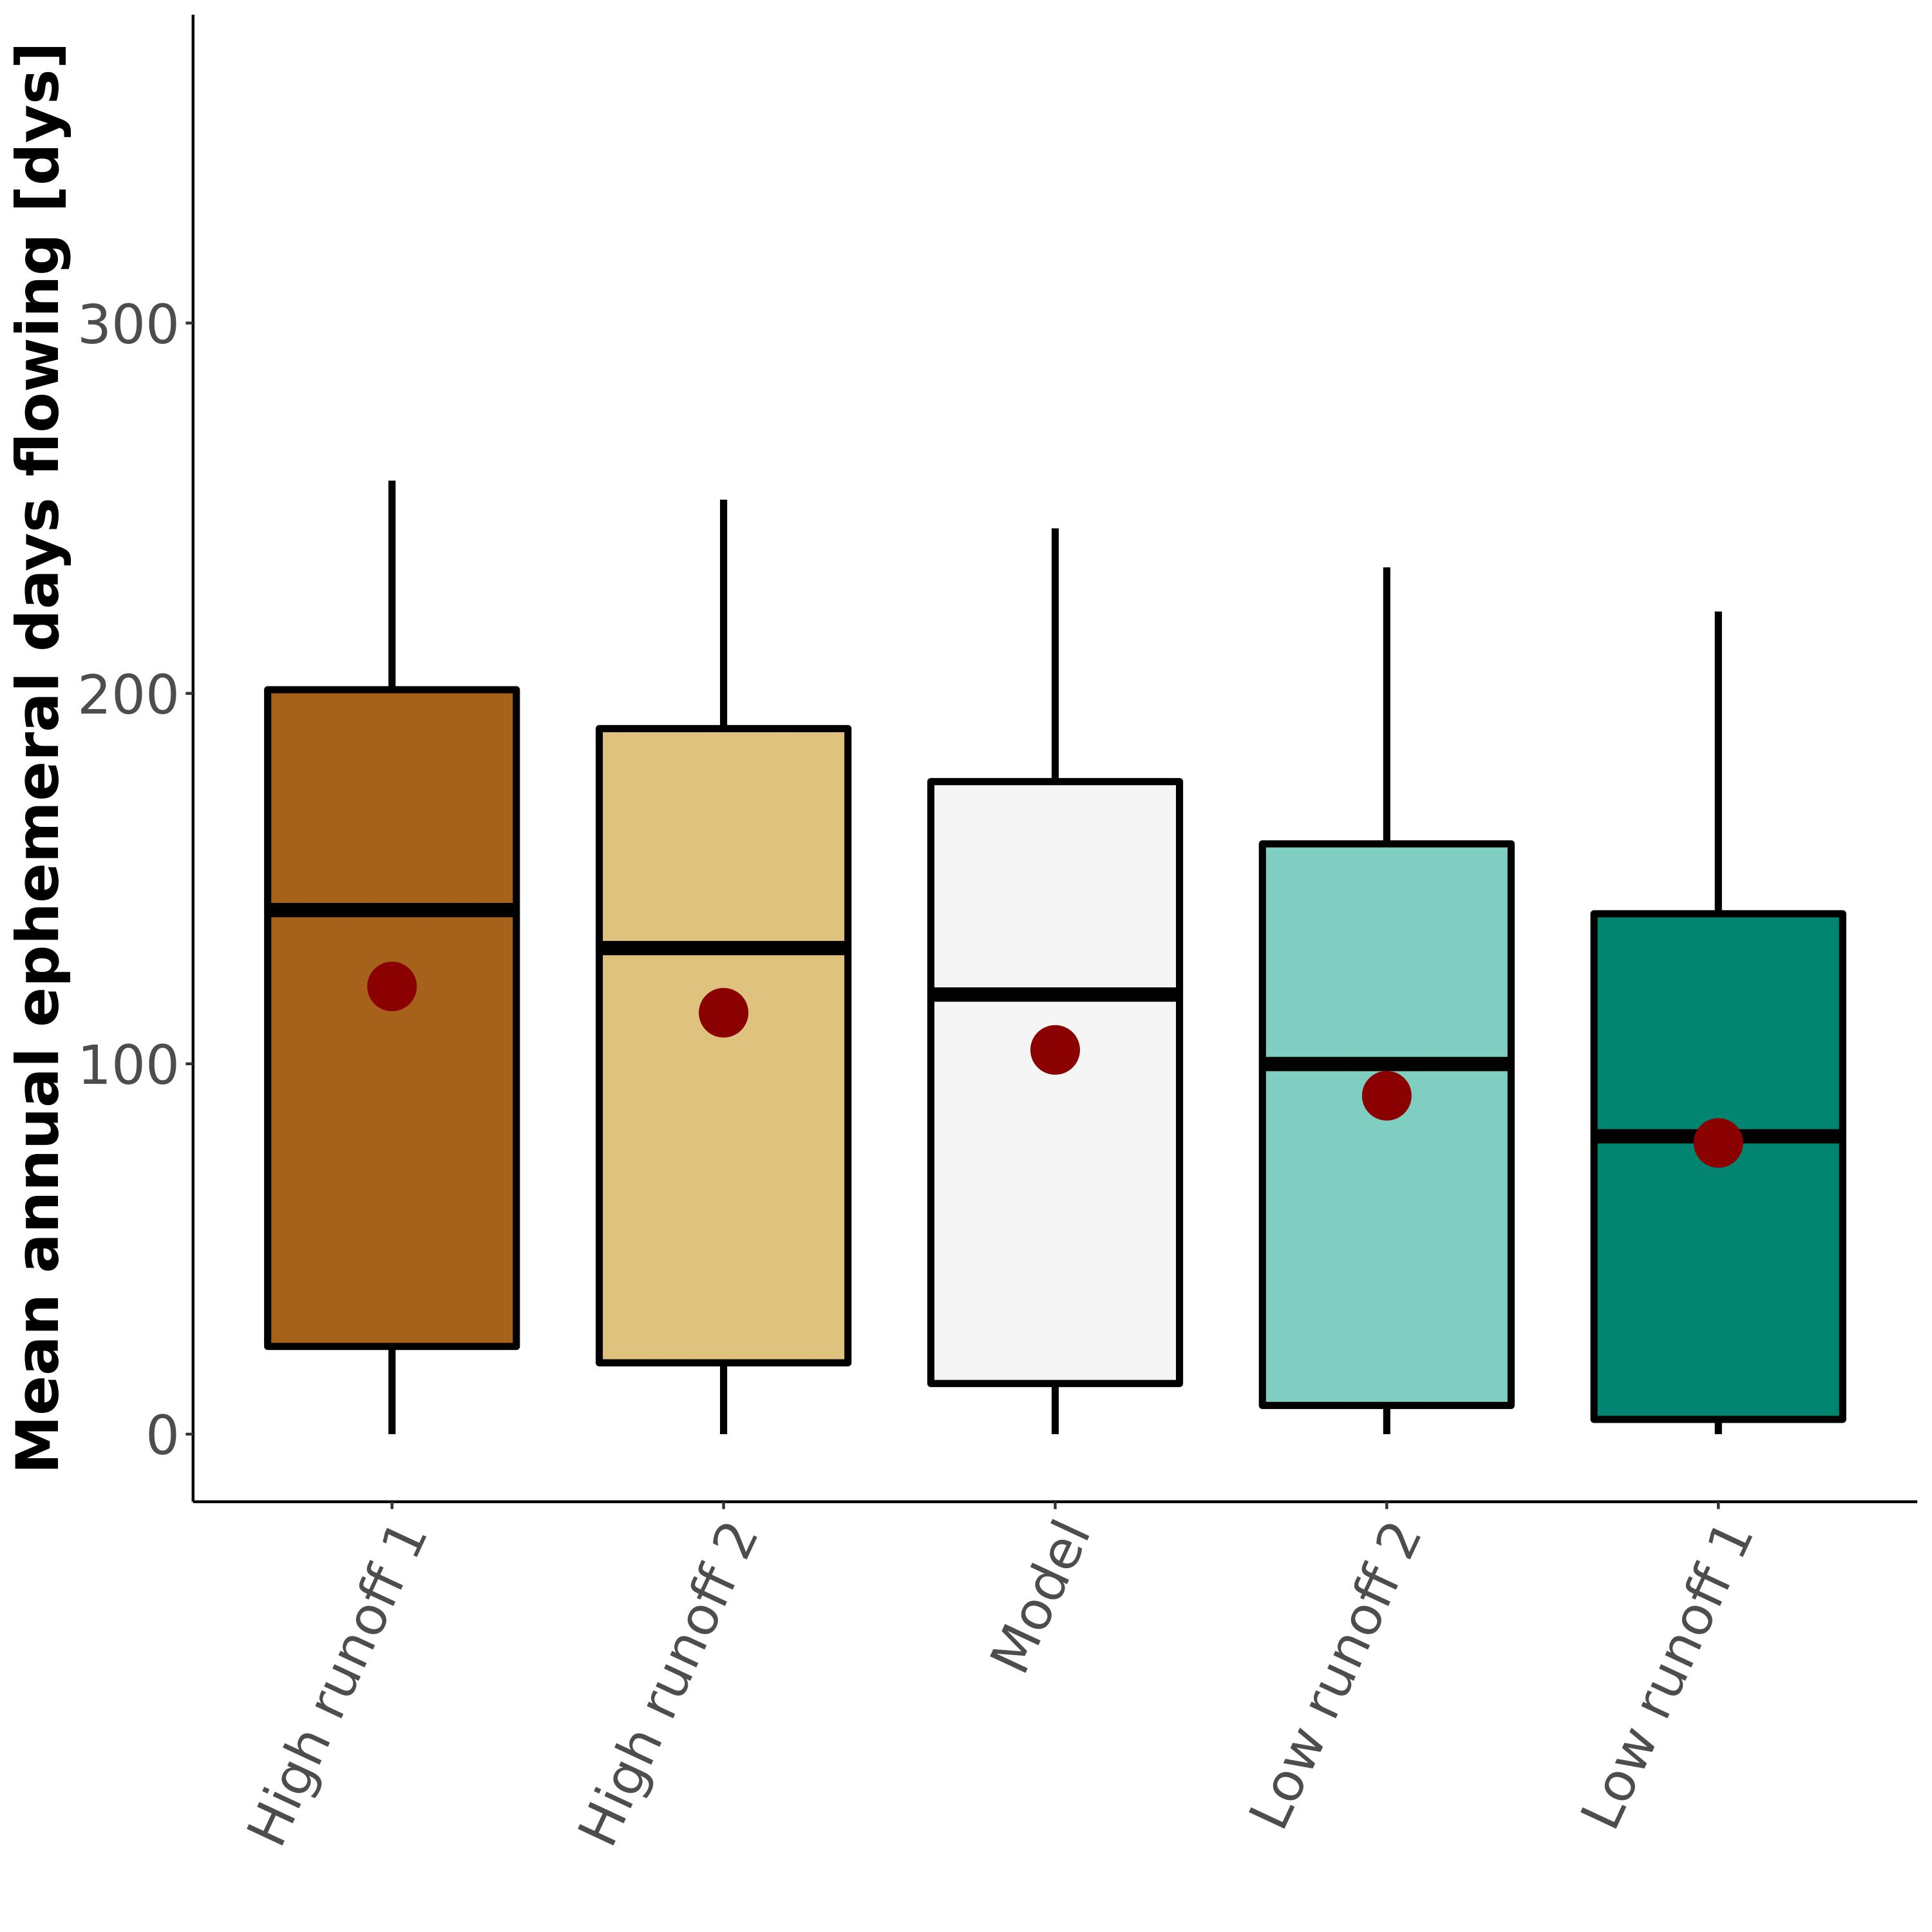 Mean annual ephemeral days flowing [dys]
300
200
100
0
High runoff 1
High runoff 2
Model
Low runoff 2
Low runoff 1